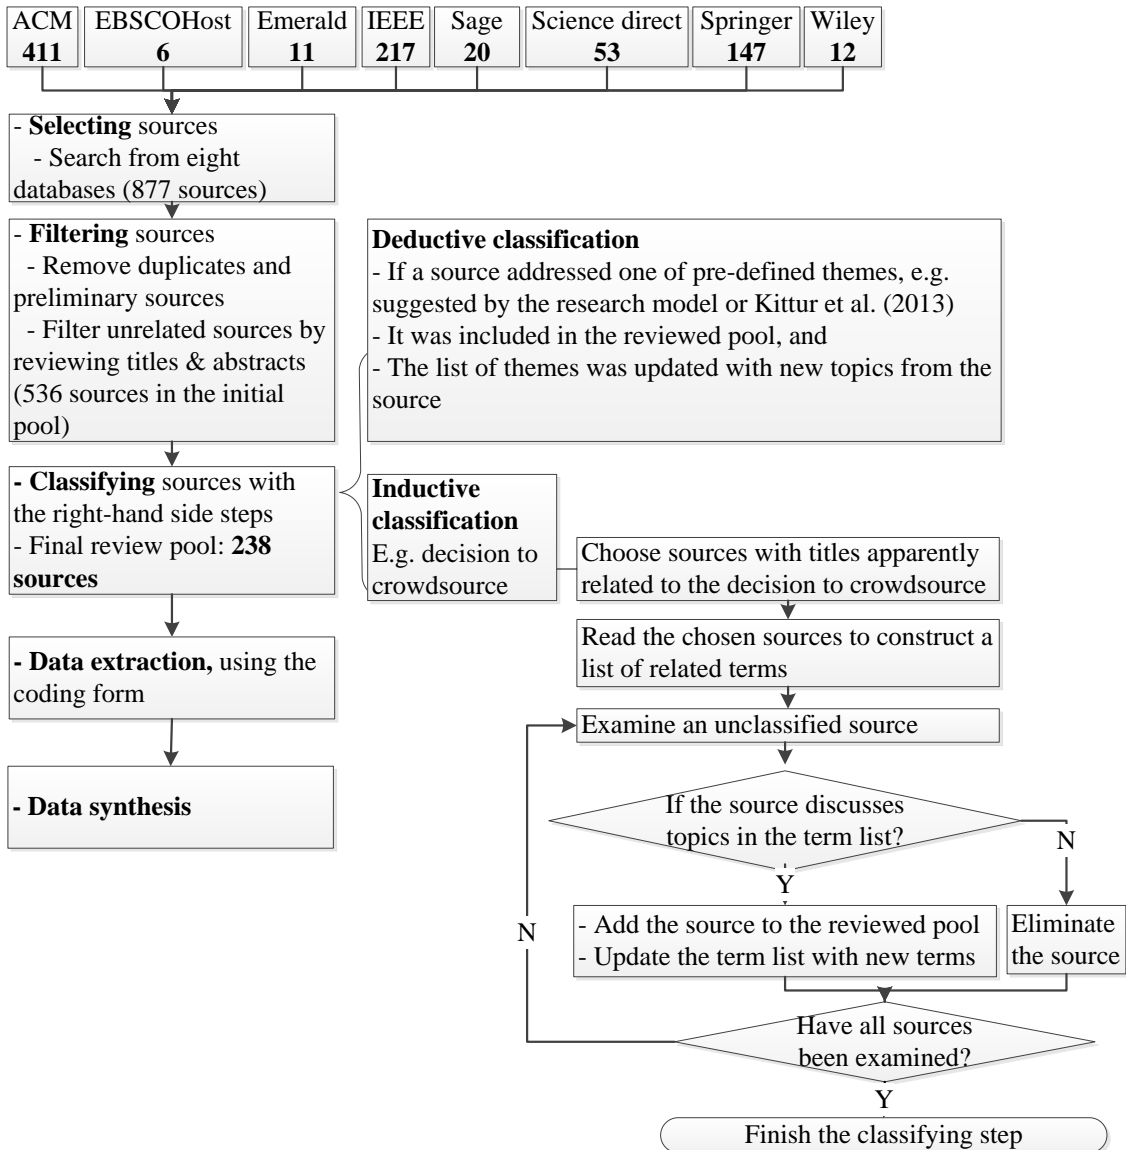 ACM
411
EBSCOHost
6
Emerald
11
IEEE
217
Sage
20
Science direct
53
Springer
147
Wiley
12
- Selecting sources
- Search from eight
databases (877 sources)
- Filtering sources
- Remove duplicates and
preliminary sources
- Filter unrelated sources by
reviewing titles & abstracts
(536 sources in the initial
pool)
- Classifying sources with
the right-hand side steps
- Final review pool: 238
sources
- Data extraction, using the
coding form
- Data synthesis
Deductive classification
- If a source addressed one of pre-defined themes, e.g.
suggested by the research model or Kittur et al. (2013)
- It was included in the reviewed pool, and
- The list of themes was updated with new topics from the
source
Inductive
classification
E.g. decision to
crowdsource
Choose sources with titles apparently
related to the decision to crowdsource
Read the chosen sources to construct a
list of related terms
Examine an unclassified source
If the source discusses
topics in the term list?
N
Y
- Add the source to the reviewed pool
- Update the term list with new terms
Eliminate
the source
N
Have all sources
been examined?
Y
Finish the classifying step